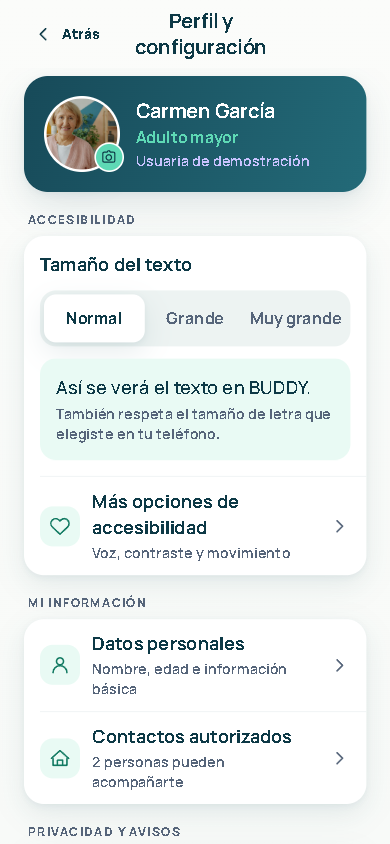 Atrás
Perfil y
configuración
Carmen García
Adulto mayor
Usuaria de demostración
ACCESIBILIDAD
Tamaño del texto
Normal Grande Muy grande
Así se verá el texto en BUDDY.
También respeta el tamaño de letra que
elegiste en tu teléfono.
Más opciones de
accesibilidad
Voz, contraste y movimiento
MI INFORMACIÓN
Datos personales
Nombre, edad e información
básica
Contactos autorizados
2 personas pueden
acompañarte
PRIVACIDAD Y AVISOS